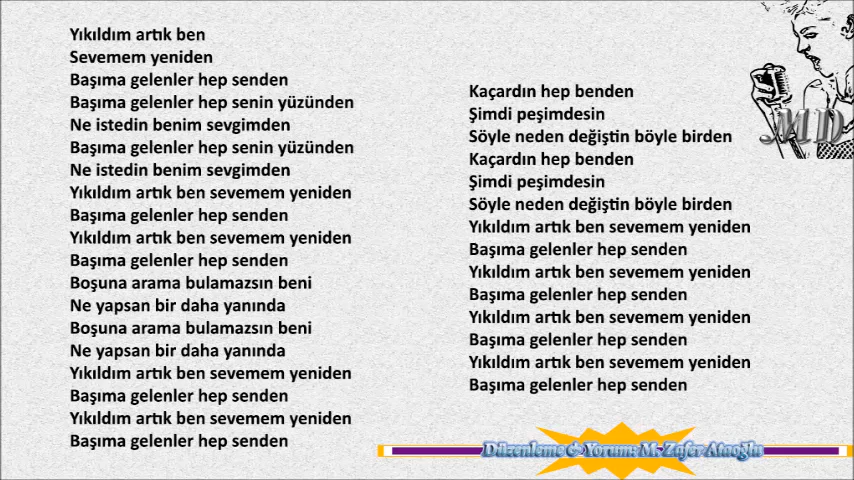 Yıkıldım artık ben
Sevemem yeniden
Başıma gelenler hep senden
Başıma gelenler hep senin yüzünden
Ne istedin benim sevgimden
Başıma gelenler hep senin yüzünden
Ne istedin benim sevgimden
Yıkıldım artık ben sevemem yeniden
Başıma gelenler hep senden
Yıkıldım artık ben sevemem yeniden
Başıma gelenler hep senden
Boşuna arama bulamazsın beni
Ne yapsan bir daha yanında
Boşuna arama bulamazsın beni
Ne yapsan bir daha yanında
Yıkıldım artık ben sevemem yeniden
Başıma gelenler hep senden
Yıkıldım artık ben sevemem yeniden
Başıma gelenler hep senden
Kaçardın hep benden
Şimdi peşimdesin
Söyle neden değiştin böyle birden
Kaçardın hep benden
Şimdi peşimdesin
Söyle neden değiştin böyle birden
Yıkıldım artık ben sevemem yeniden
Başıma gelenler hep senden
Yıkıldım artık ben sevemem yeniden
Başıma gelenler hep senden
Yıkıldım artık ben sevemem yeniden
Başıma gelenler hep senden
Yıkıldım artık ben sevemem yeniden
Başıma gelenler hep senden
MD
Düzenleme & Yorum: M. Zafer Ataoğlu